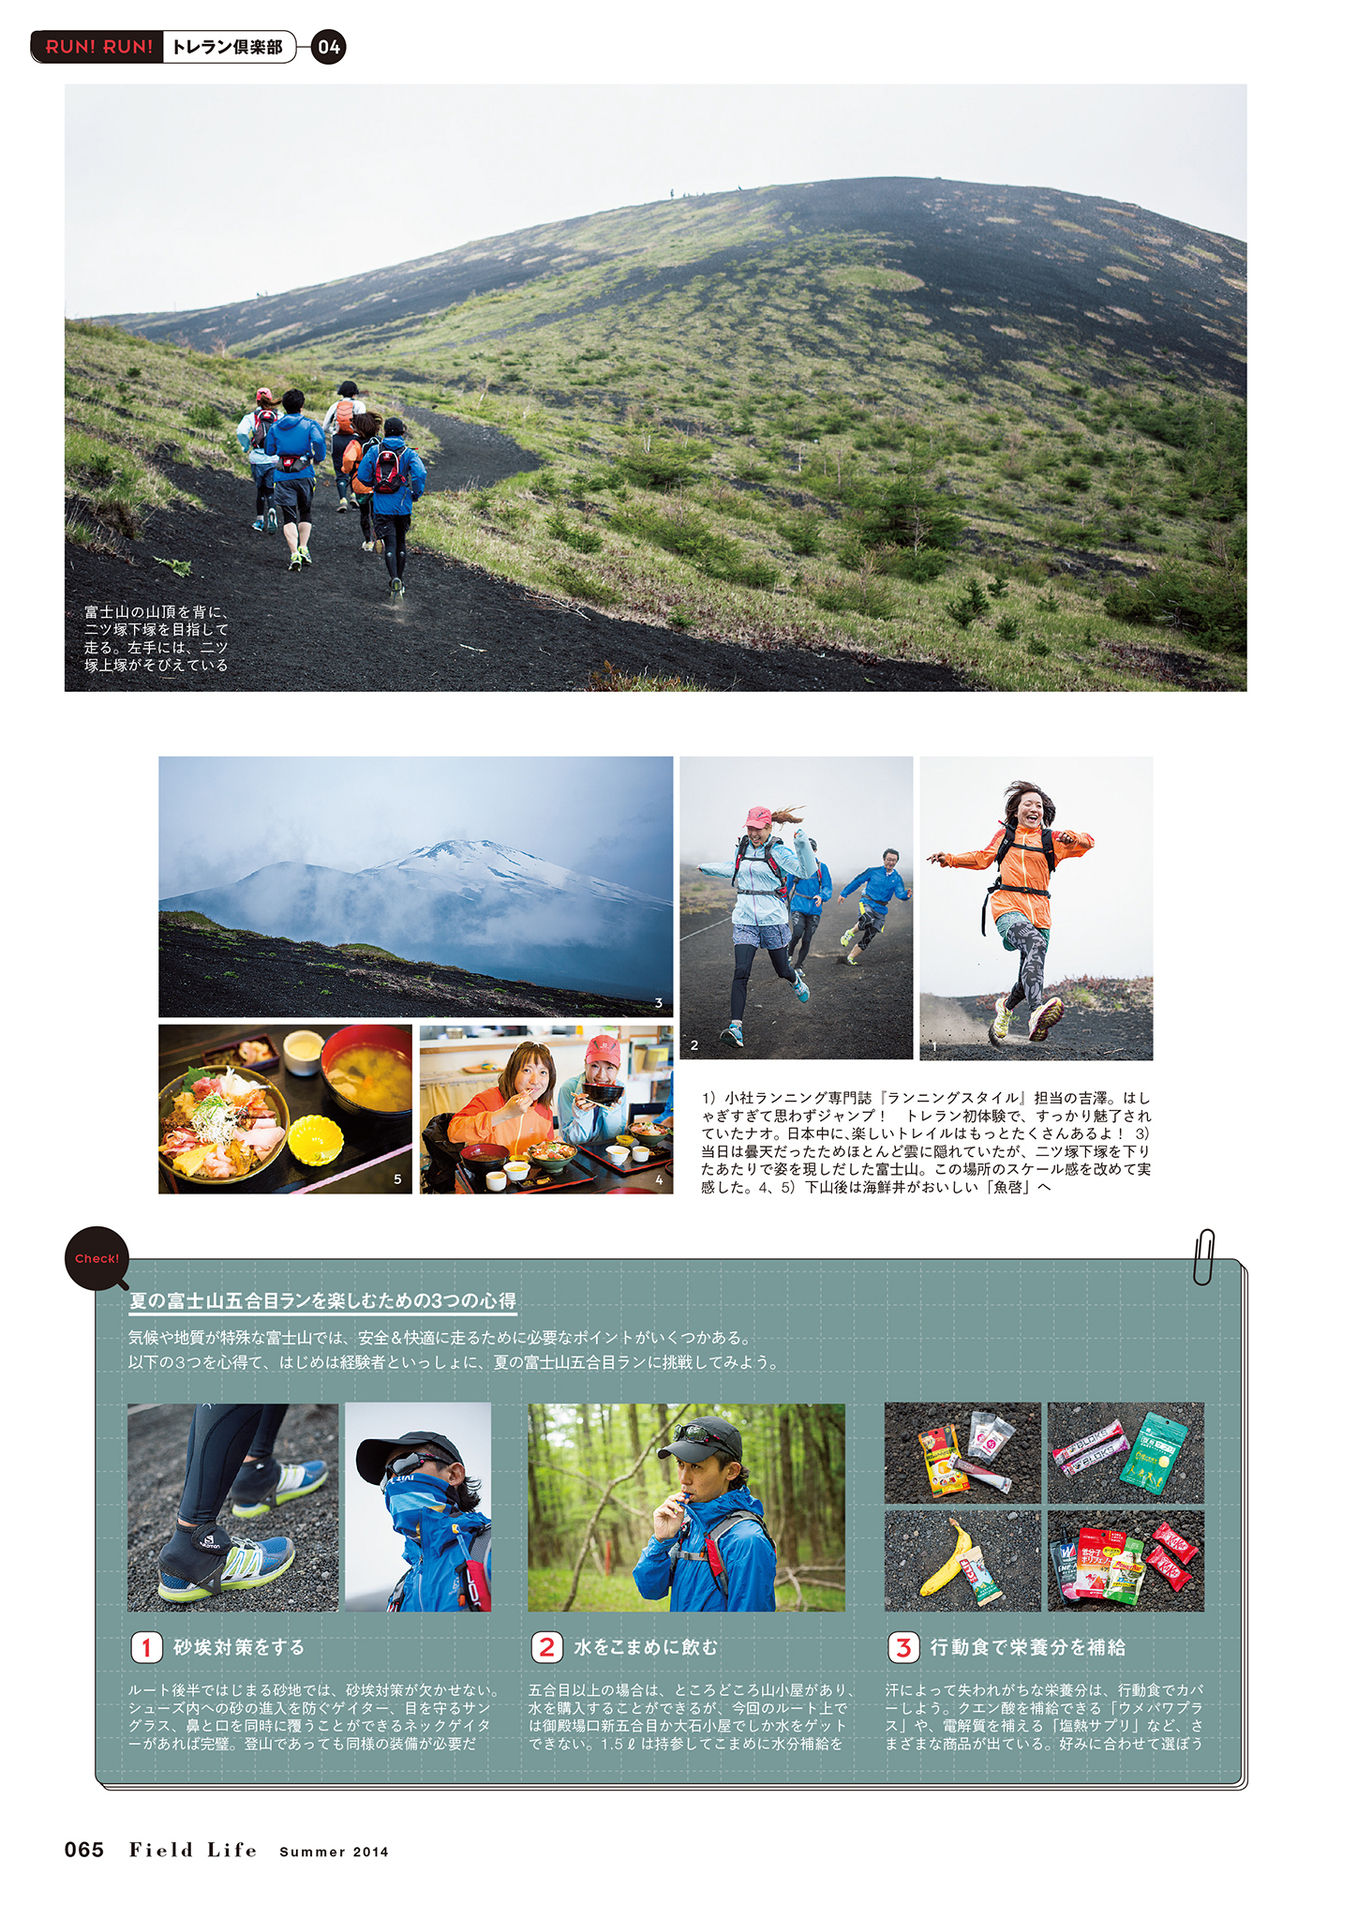 RUN! RUN! トレラン倶楽部 04
富士山の山頂を背に、
二ツ塚下塚を目指して
走る。左手には、二ツ
塚上塚がそびえている
3
2
1
5
4
1）小社ランニング専門誌『ランニングスタイル』担当の吉澤。はし
ゃぎすぎて思わずジャンプ！　トレラン初体験で、すっかり魅了され
ていたナオ。日本中に、楽しいトレイルはもっとたくさんあるよ！ 3）
当日は曇天だったためほとんど雲に隠れていたが、二ツ塚下塚を下り
たあたりで姿を現しだした富士山。この場所のスケール感を改めて実
感した。4、5）下山後は海鮮丼がおいしい「魚啓」へ
Check!
夏の富士山五合目ランを楽しむための3つの心得
気候や地質が特殊な富士山では、安全＆快適に走るために必要なポイントがいくつかある。
以下の3つを心得て、はじめは経験者といっしょに、夏の富士山五合目ランに挑戦してみよう。
1 砂埃対策をする
ルート後半ではじまる砂地では、砂埃対策が欠かせない。
シューズ内への砂の進入を防ぐゲイター、目を守るサン
グラス、鼻と口を同時に覆うことができるネックゲイタ
ーがあれば完璧。登山であっても同様の装備が必要だ
2 水をこまめに飲む
五合目以上の場合は、ところどころ山小屋があり、
水を購入することができるが、今回のルート上で
は御殿場口新五合目か大石小屋でしか水をゲット
できない。1.5ℓは持参してこまめに水分補給を
3 行動食で栄養分を補給
汗によって失われがちな栄養分は、行動食でカバ
ーしよう。クエン酸を補給できる「ウメパワプラ
ス」や、電解質を補える「塩熱サプリ」など、さ
まざまな商品が出ている。好みに合わせて選ぼう
065 Field Life Summer 2014